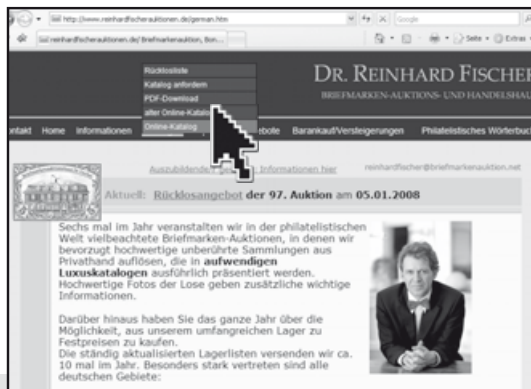 http://www.reinhardfischerauktionen.de/german.htm
Google
reinhardfischerauktionen.de/ Briefmarkenauktion, Bon...
Seite
Extras
Rücklosliste
Katalog anfordern
PDF-Download
alter Online-Katalog
Online-Katalog
DR. REINHARD FISCHER
BRIEFMARKEN-AUKTIONS- UND HANDELSHAU
ontakt Home Informationen ebote Barankauf/Versteigerungen Philatelistisches Wörterbuc
Auszubildenden Informationen hier
reinhardfischer@briefmarkenauktion.net
Aktuell: Rücklosangebot der 97. Auktion am 05.01.2008
Sechs mal im Jahr veranstalten wir in der philatelistischen
Welt vielbeachtete Briefmarken-Auktionen, in denen wir
bevorzugt hochwertige unberührte Sammlungen aus
Privathand auflösen, die in aufwendigen
Luxuskatalogen ausführlich präsentiert werden.
Hochwertige Fotos der Lose geben zusätzliche wichtige
Informationen.
Darüber hinaus haben Sie das ganze Jahr über die
Möglichkeit, aus unserem umfangreichen Lager zu
Festpreisen zu kaufen.
Die ständig aktualisierten Lagerlisten versenden wir ca.
10 mal im Jahr. Besonders stark vertreten sind alle
deutschen Gebiete: